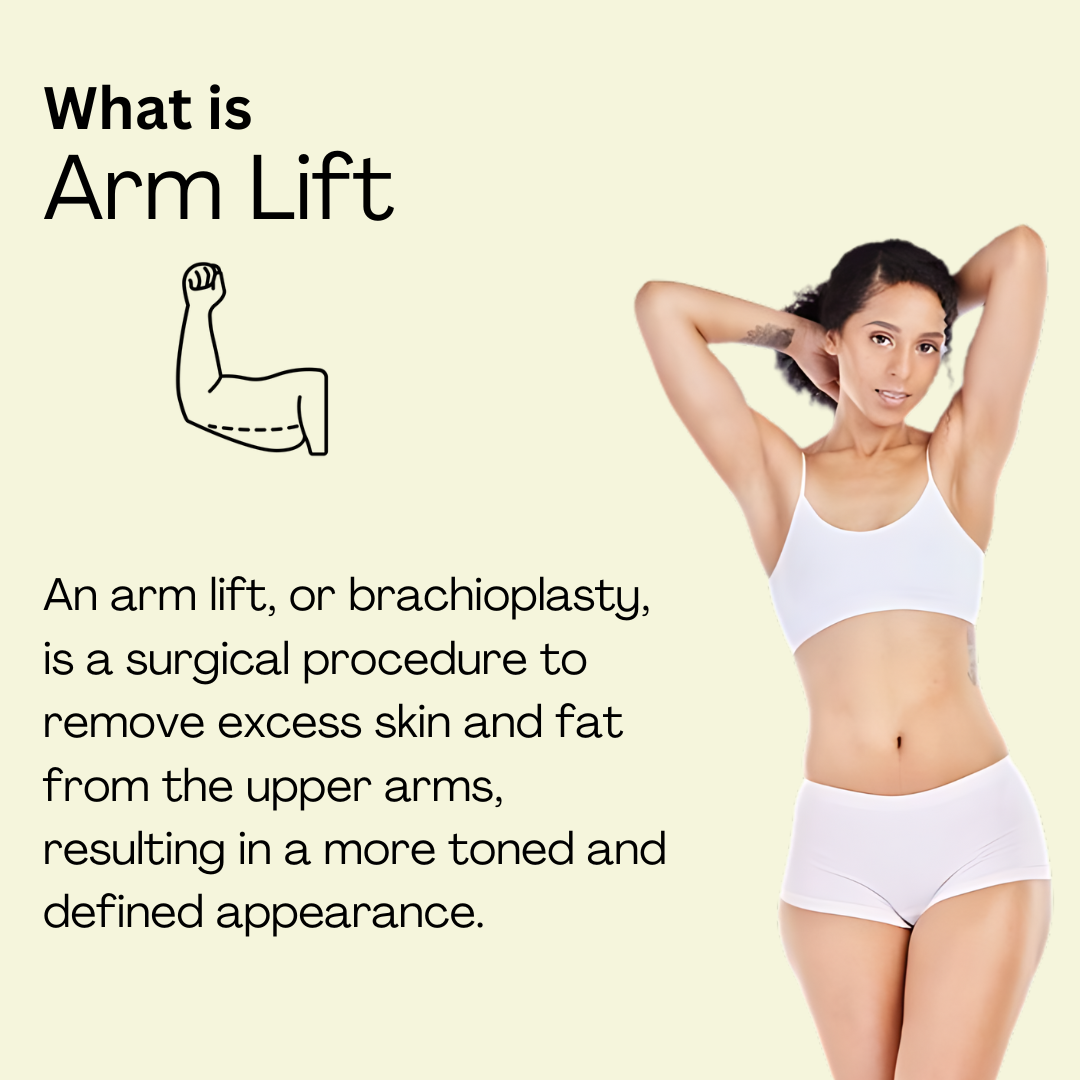 What is
Arm Lift
An arm lift, or brachioplasty,
is a surgical procedure to
remove excess skin and fat
from the upper arms,
resulting in a more toned and
defined appearance.